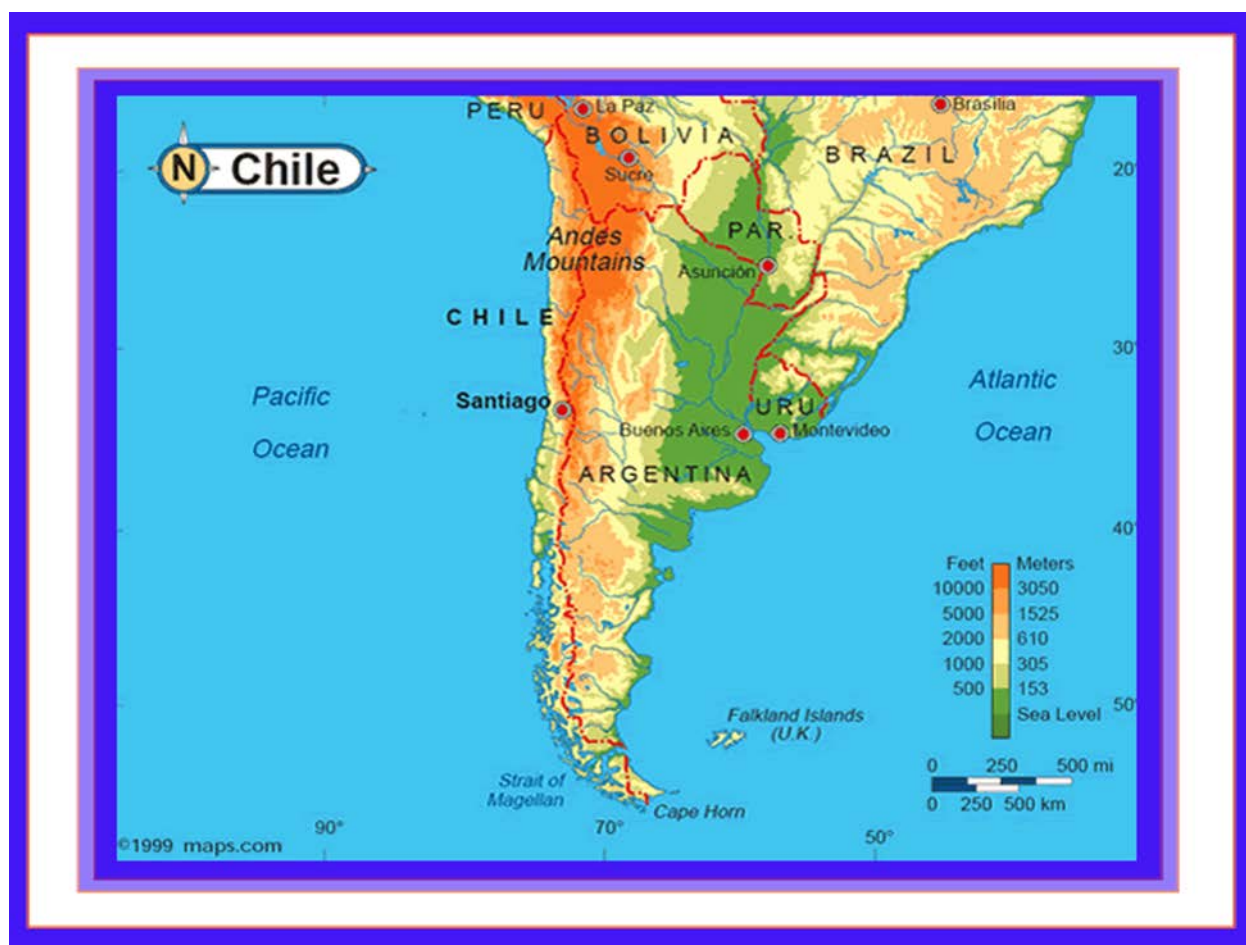 PERU
La Paz
Brasília
BOLIVIA
BRAZIL
N Chile
Sucre
20°
PAR.
Andes
Mountains
Asunción
CHILE
30°
Pacific
Ocean
Atlantic
Ocean
Santiago
URU
Buenos Aires
Montevideo
ARGENTINA
40°
Feet Meters
10000 3050
5000 1525
2000 610
1000 305
500 153
Sea Level
50°
Falkland Islands
(U.K.)
Strait of
Magellan
Cape Horn
0 250 500 mi
0 250 500 km
90°
70°
50°
©1999 maps.com